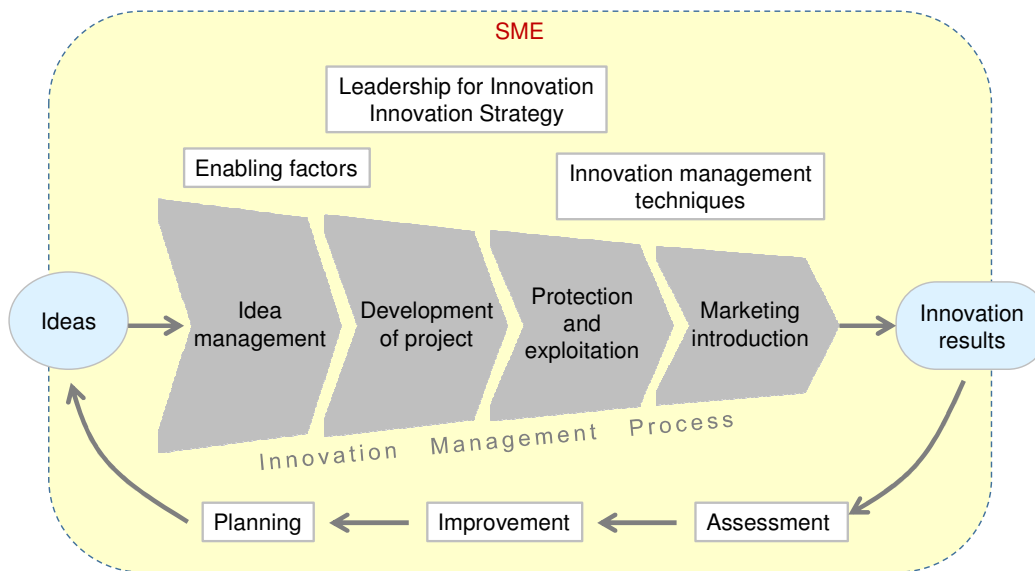 SME
Leadership for Innovation
Innovation Strategy
Enabling factors
Innovation management
techniques
Ideas
Idea
management
Development
of project
Protection
and
exploitation
Marketing
introduction
Innovation
results
Innovation Management Process
Planning
Improvement
Assessment